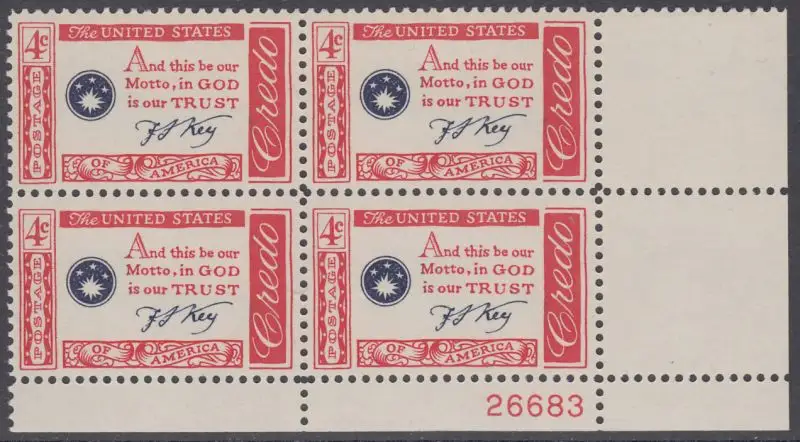 4c
The UNITED STATES
POSTAGE
And this be our
Motto, in GOD
is our TRUST
F S Key
Credo
OF AMERICA
4c
The UNITED STATES
POSTAGE
And this be our
Motto, in GOD
is our TRUST
F S Key
Credo
OF AMERICA
4c
The UNITED STATES
POSTAGE
And this be our
Motto, in GOD
is our TRUST
F S Key
Credo
OF AMERICA
4c
The UNITED STATES
POSTAGE
And this be our
Motto, in GOD
is our TRUST
F S Key
Credo
OF AMERICA
26683